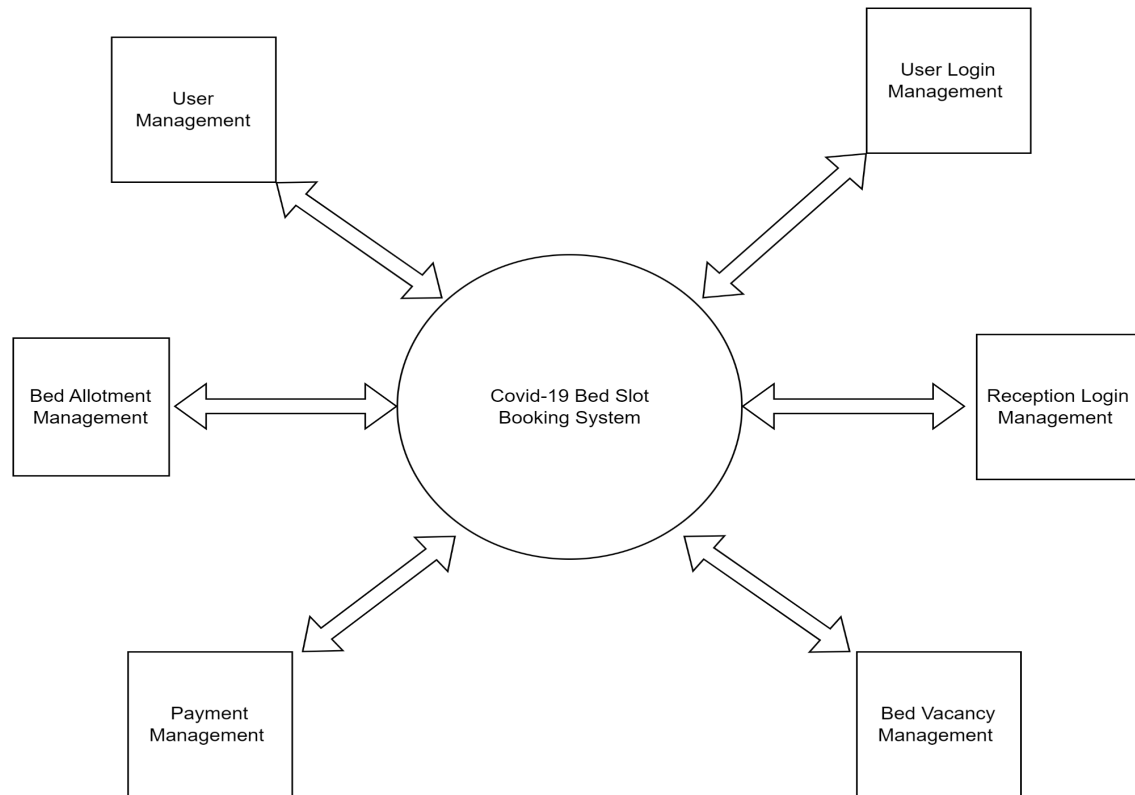 User
Management
User Login
Management
Bed Allotment
Management
Covid-19 Bed Slot
Booking System
Reception Login
Management
Payment
Management
Bed Vacancy
Management